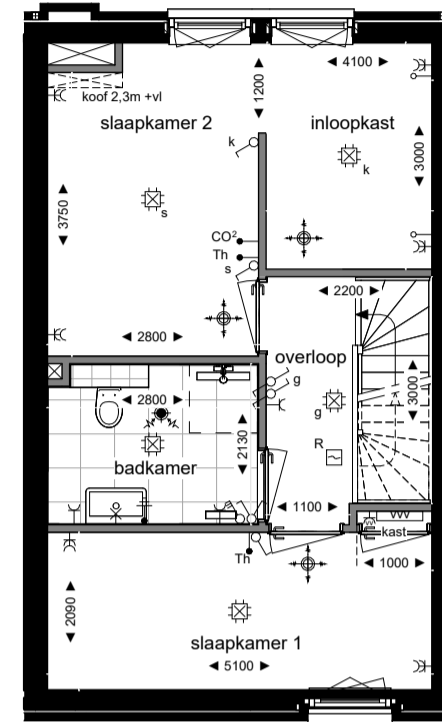 4100
koof 2,3m +vl
1200
slaapkamer 2
inloopkast
k
3000
k
3750
s
CO²
Th
s
2200
2800
overloop
g
2800
3000
g
2130
R
badkamer
1100
kast
Th
1000
2090
slaapkamer 1
5100